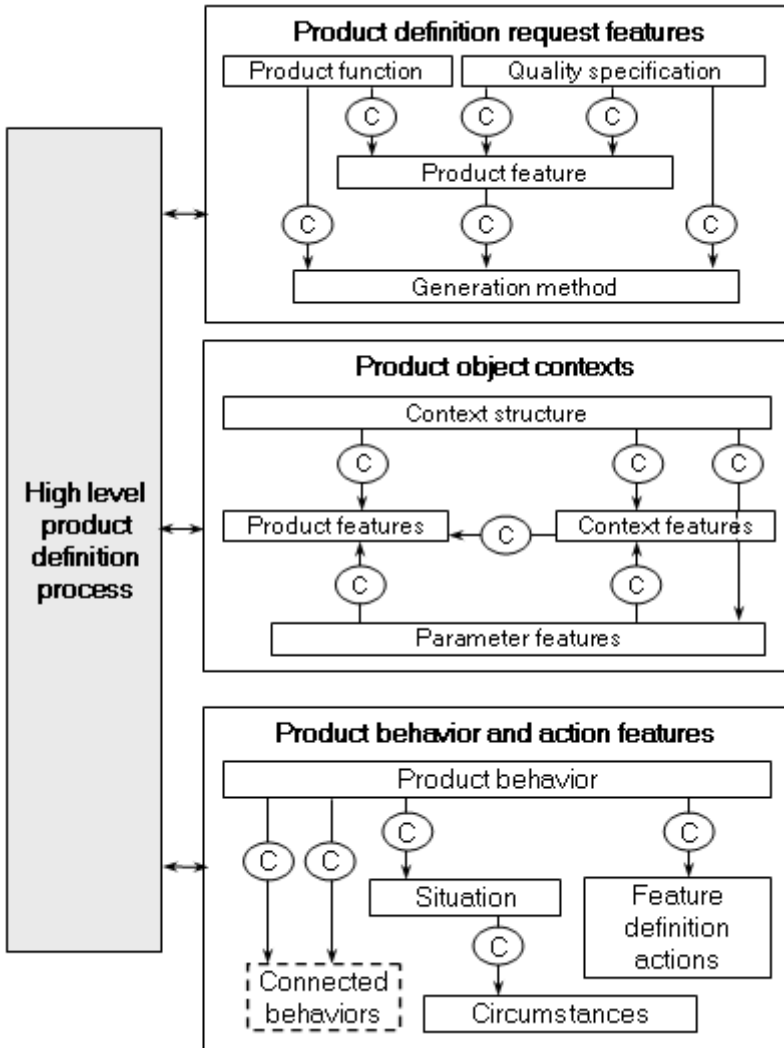 Product definition request features
Product function
Quality specification
C
C
C
Product feature
C
C
C
Generation method
Product object contexts
Context structure
C
C
C
High level
product
definition
process
Product features
C
Context features
C
C
Parameter features
Product behavior and action features
Product behavior
C
C
C
C
Situation
Feature
definition
actions
C
Connected
behaviors
Circumstances